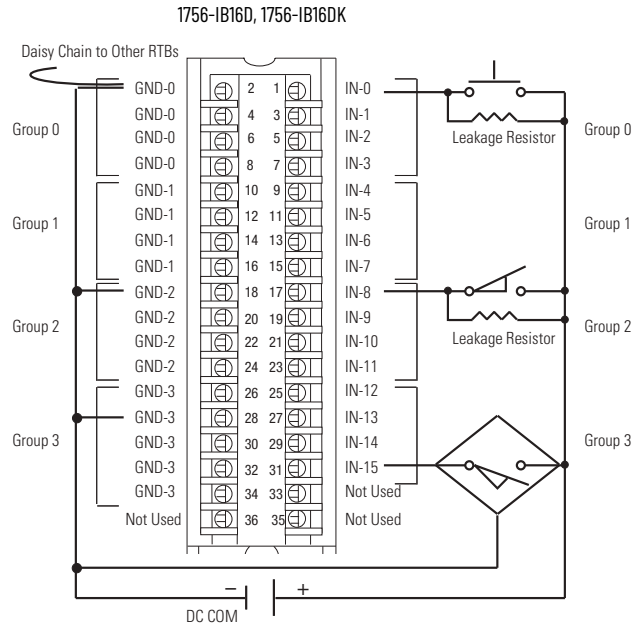 1756-IB16D, 1756-IB16DK
Daisy Chain to Other RTBs
GND-0 2 1 IN-0
GND-0 4 3 IN-1
Group 0 GND-0 6 5 IN-2 Leakage Resistor Group 0
GND-0 8 7 IN-3
GND-1 10 9 IN-4
GND-1 12 11 IN-5
Group 1 Group 1
GND-1 14 13 IN-6
GND-1 16 15 IN-7
GND-2 18 17 IN-8
GND-2 20 19 IN-9
Group 2 Group 2
GND-2 22 21 IN-10 Leakage Resistor
GND-2 24 23 IN-11
GND-3 26 25 IN-12
GND-3 28 27 IN-13
Group 3 GND-3 30 29 IN-14 Group 3
GND-3 32 31 IN-15
GND-3 34 33 Not Used
Not Used 36 35 Not Used
– +
DC COM